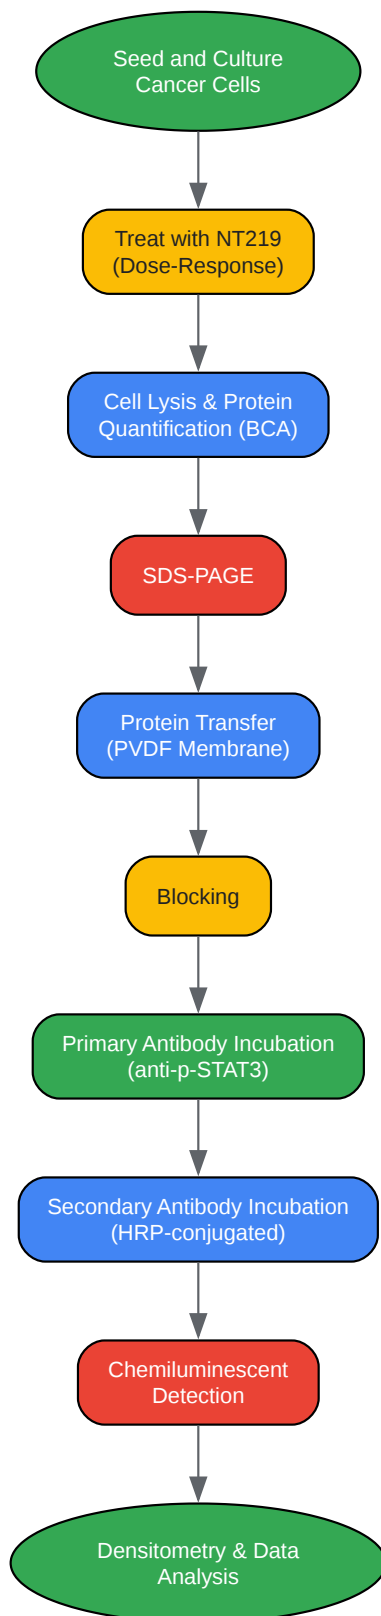 Seed and Culture
Cancer Cells
Treat with NT219
(Dose-Response)
Cell Lysis & Protein
Quantification (BCA)
SDS-PAGE
Protein Transfer
(PVDF Membrane)
Blocking
Primary Antibody Incubation
(anti-p-STAT3)
Secondary Antibody Incubation
(HRP-conjugated)
Chemiluminescent
Detection
Densitometry & Data
Analysis